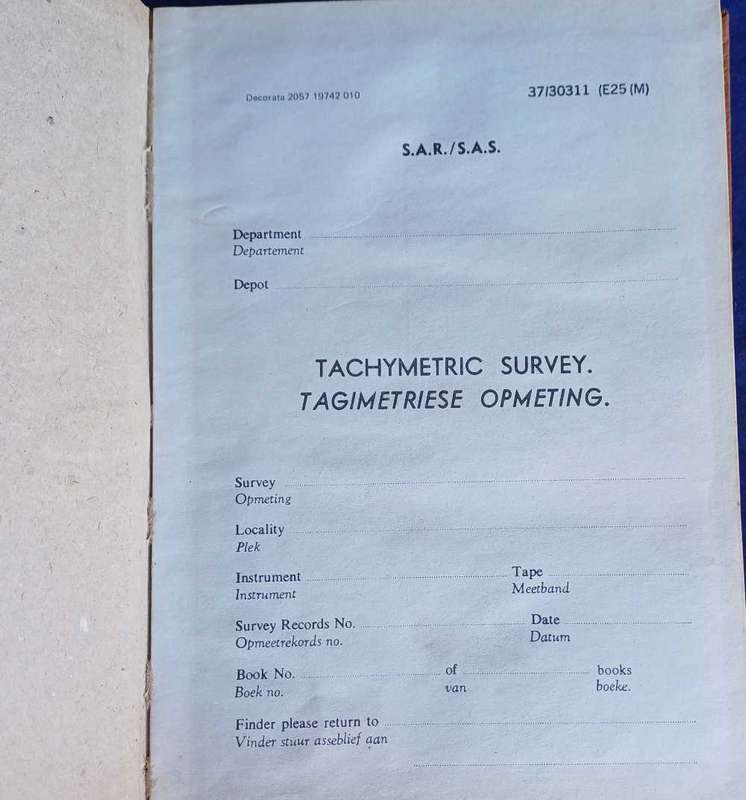 Decorata 2057 19742 010
37/30311 (E25 (M)
S.A.R./S.A.S.
Department
Departement
Depot
TACHYMETRIC SURVEY.
TAGIMETRIESE OPMETING.
Survey
Opmeting
Locality
Plek
Instrument Tape
Instrument Meetband
Survey Records No. Date
Opmeetrekords no. Datum
Book No. of books
Boek no. van boeke.
Finder please return to
Vinder stuur asseblief aan